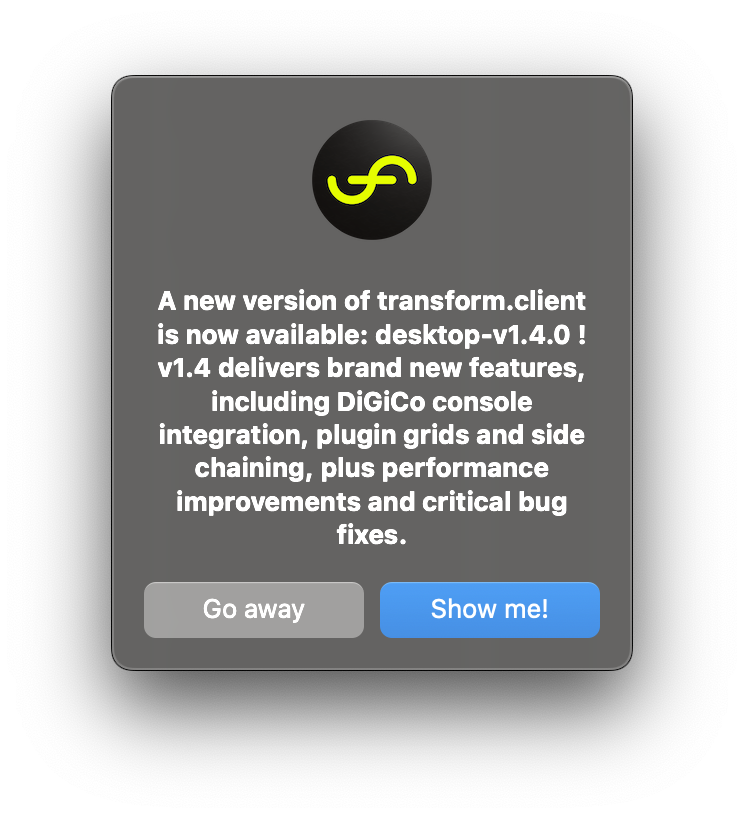 A new version of transform.client
is now available: desktop-v1.4.0 !
v1.4 delivers brand new features,
including DiGiCo console
integration, plugin grids and side
chaining, plus performance
improvements and critical bug
fixes.
Go away
Show me!